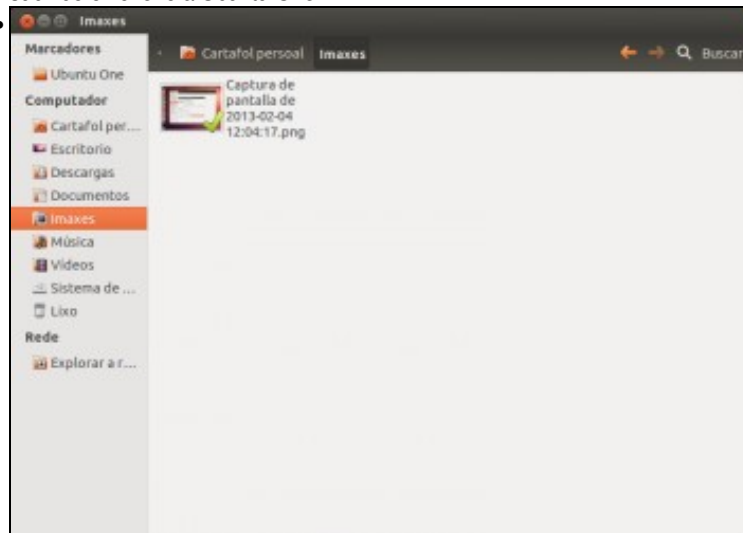 Imaxes
Marcadores
Cartafol persoal
Imaxes
Buscar
Ubuntu One
Computador
Cartafol per...
Escritorio
Descargas
Documentos
Imaxes
Música
Vídeos
Sistema de ...
Lixo
Rede
Explorar a r...
Captura de
pantalla de
2013-02-04
12:04:17.png